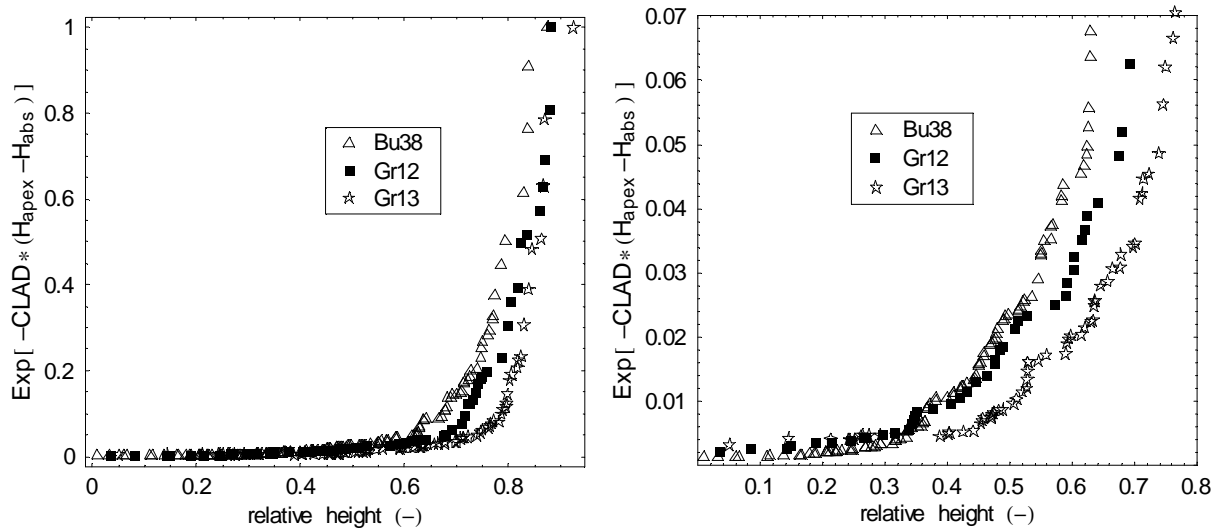 Exp[ -CLAD*(Hapex -Habs)]
1
0.8
0.6
0.4
0.2
0
Bu38
Gr12
Gr13
0 0.2 0.4 0.6 0.8
relative height (-)
Exp[ -CLAD*(Hapex -Habs)]
0.07
0.06
0.05
0.04
0.03
0.02
0.01
Bu38
Gr12
Gr13
0.1 0.2 0.3 0.4 0.5 0.6 0.7 0.8
relative height (-)